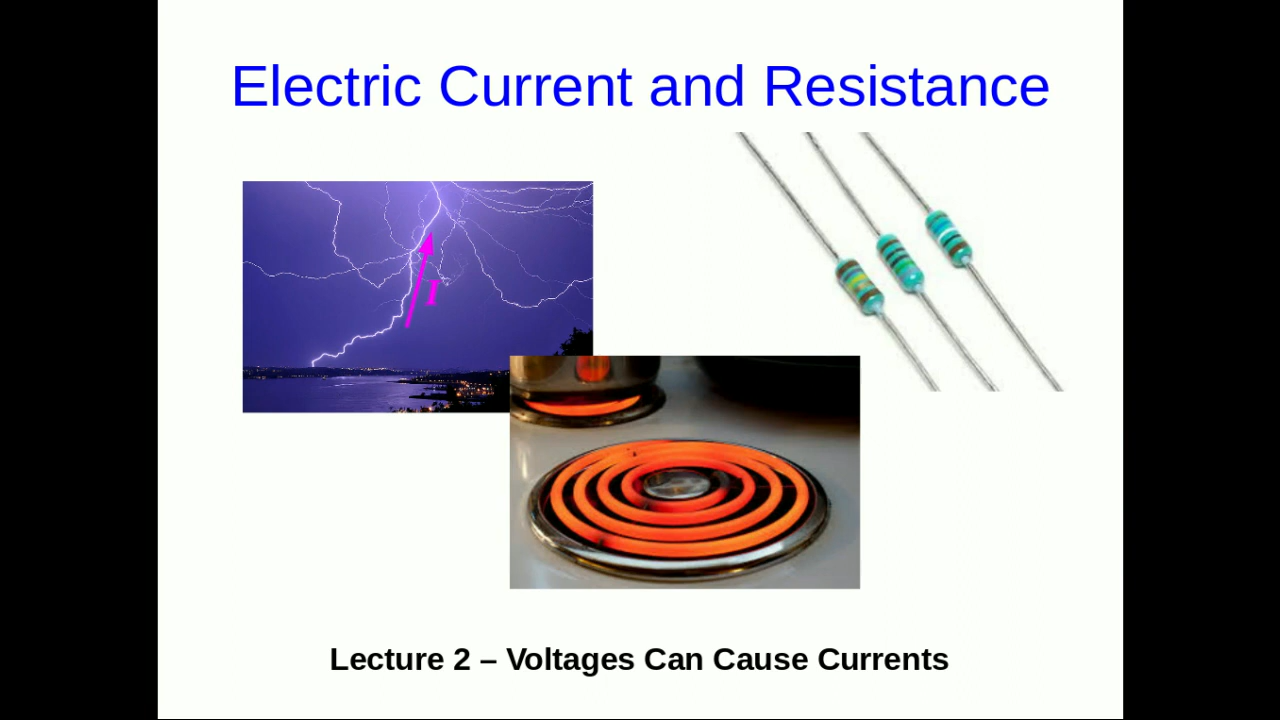 Electric Current and Resistance
I
Lecture 2 – Voltages Can Cause Currents